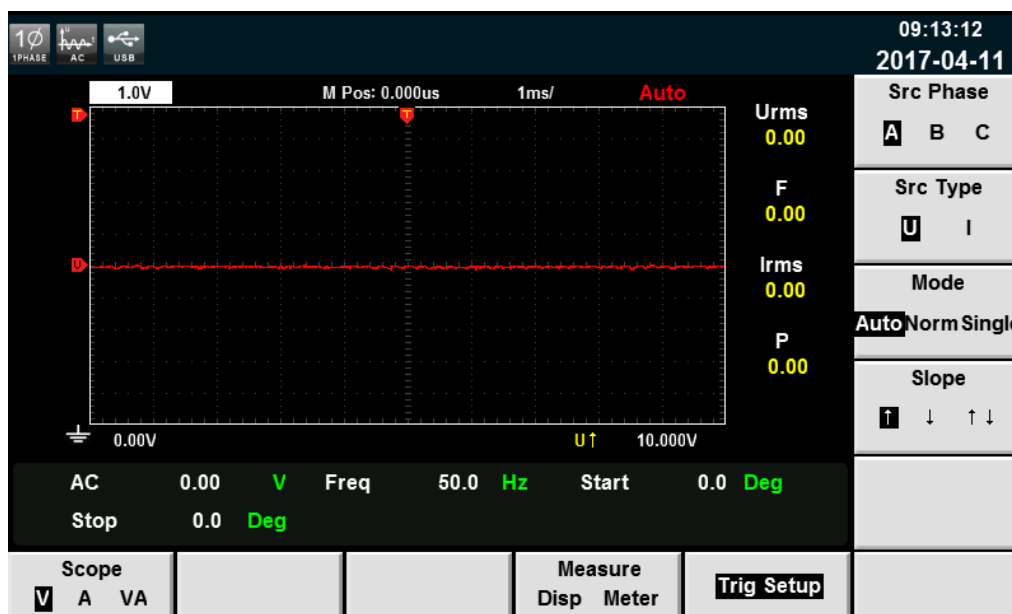 1Ø
1PHASE
U t
AC
USB
09:13:12
2017-04-11
1.0V M Pos: 0.000us 1ms/ Auto
T
T
U
Urms
0.00
F
0.00
Irms
0.00
P
0.00
0.00V U↑ 10.000V
Src Phase
A B C
Src Type
U I
Mode
Auto Norm Singl
Slope
↑ ↓ ↑↓
AC 0.00 V Freq 50.0 Hz Start 0.0 Deg
Stop 0.0 Deg
Scope
V A VA
Measure
Disp Meter
Trig Setup